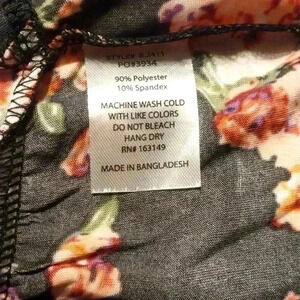 PO#3934
90% Polyester
10% Spandex
MACHINE WASH COLD
WITH LIKE COLORS
DO NOT BLEACH
HANG DRY
RN# 163149
MADE IN BANGLADESH